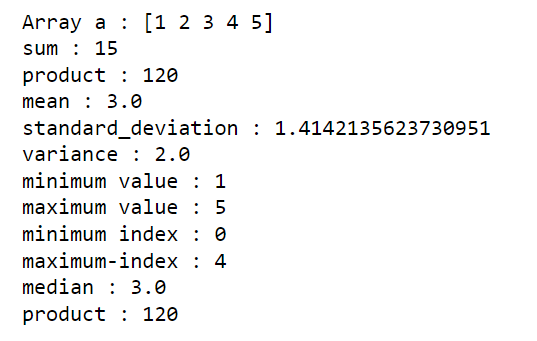 Array a : [1 2 3 4 5]
sum : 15
product : 120
mean : 3.0
standard_deviation : 1.4142135623730951
variance : 2.0
minimum value : 1
maximum value : 5
minimum index : 0
maximum-index : 4
median : 3.0
product : 120